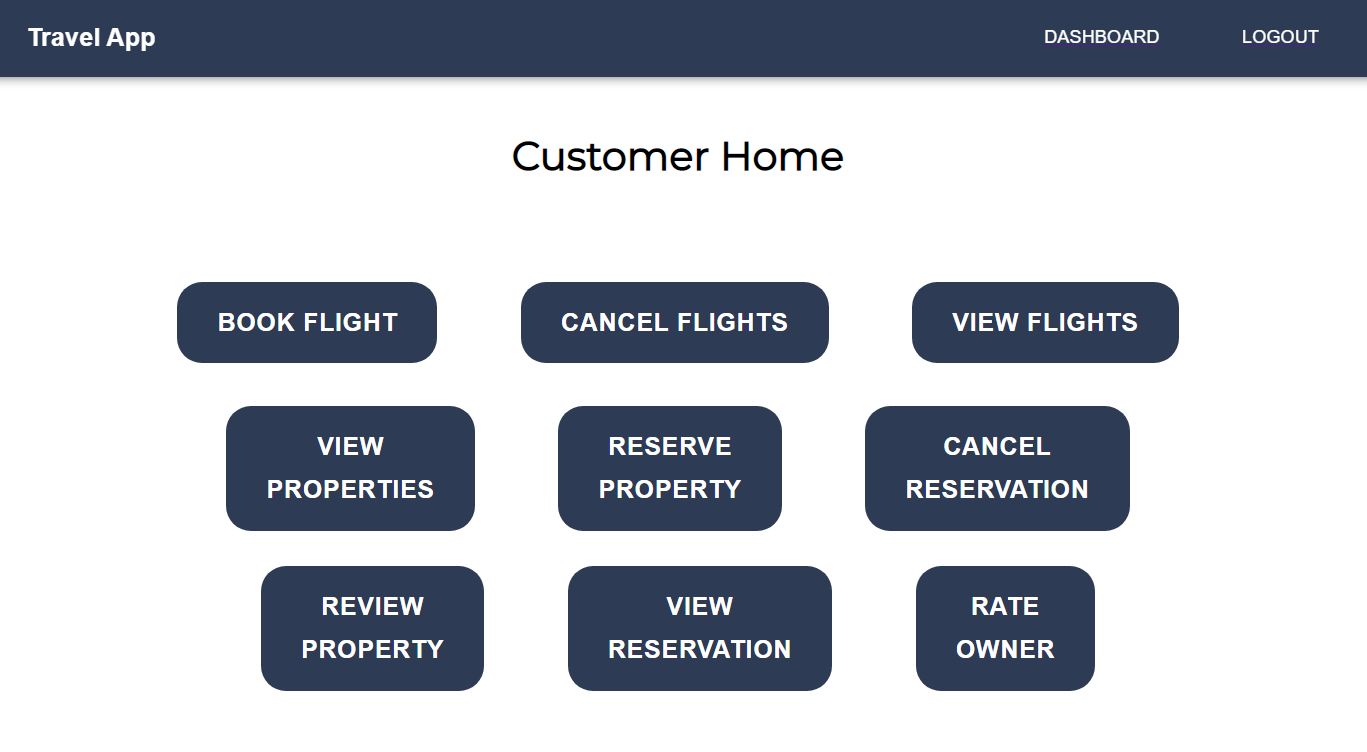 Travel App
DASHBOARD
LOGOUT
Customer Home
BOOK FLIGHT
CANCEL FLIGHTS
VIEW FLIGHTS
VIEW
PROPERTIES
RESERVE
PROPERTY
CANCEL
RESERVATION
REVIEW
PROPERTY
VIEW
RESERVATION
RATE
OWNER